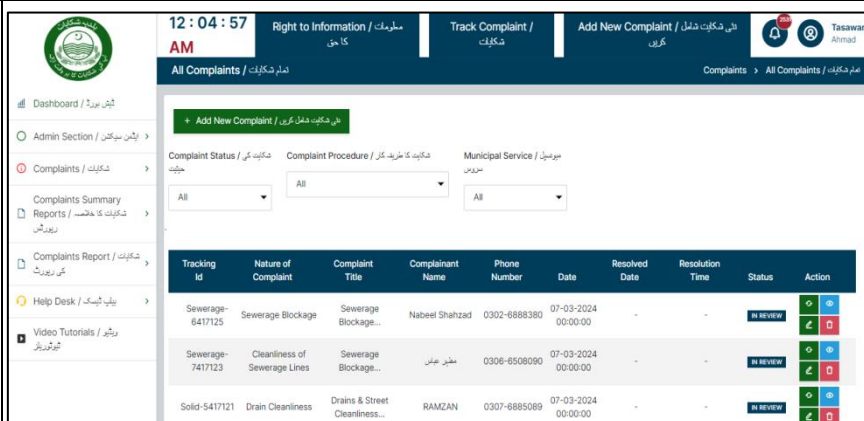 12:04:57
AM
Right to Information / معلومات
کا حق
Track Complaint /
شکایات
Add New Complaint / نئی شکایت شامل
کریں
Tasawar
Ahmad
All Complaints / تمام شکایات
Complaints > All Complaints / تمام شکایات
Dashboard / ڈیش بورڈ
Admin Section / ایڈمن سیکشن
Complaints / شکایات
Complaints Summary
Reports / شکایات کا خلاصہ
رپورٹس
Complaints Report / شکایات
کی رپورٹ
Help Desk / ہیلپ ڈیسک
Video Tutorials / ویڈیو
ٹیوٹوریلز
+ Add New Complaint / نئی شکایت شامل کریں
Complaint Status / شکایت کی
حیثیت
Complaint Procedure / شکایت کا طریقہ کار
Municipal Service / میونسپل
سروس
All
All
All
Tracking Id Nature of Complaint Complaint Title Complainant Name Phone Number Date Resolved Date Resolution Time Status Action
Sewerage-6417125 Sewerage Blockage Sewerage Blockage... Nabeel Shahzad 0302-6888380 07-03-2024 00:00:00 - - IN REVIEW
Sewerage-7417123 Cleanliness of Sewerage Lines Sewerage Blockage... مظہر عباس 0306-6508090 07-03-2024 00:00:00 - - IN REVIEW
Solid-5417121 Drain Cleanliness Drains & Street Cleanliness... RAMZAN 0307-6885089 07-03-2024 00:00:00 - - IN REVIEW